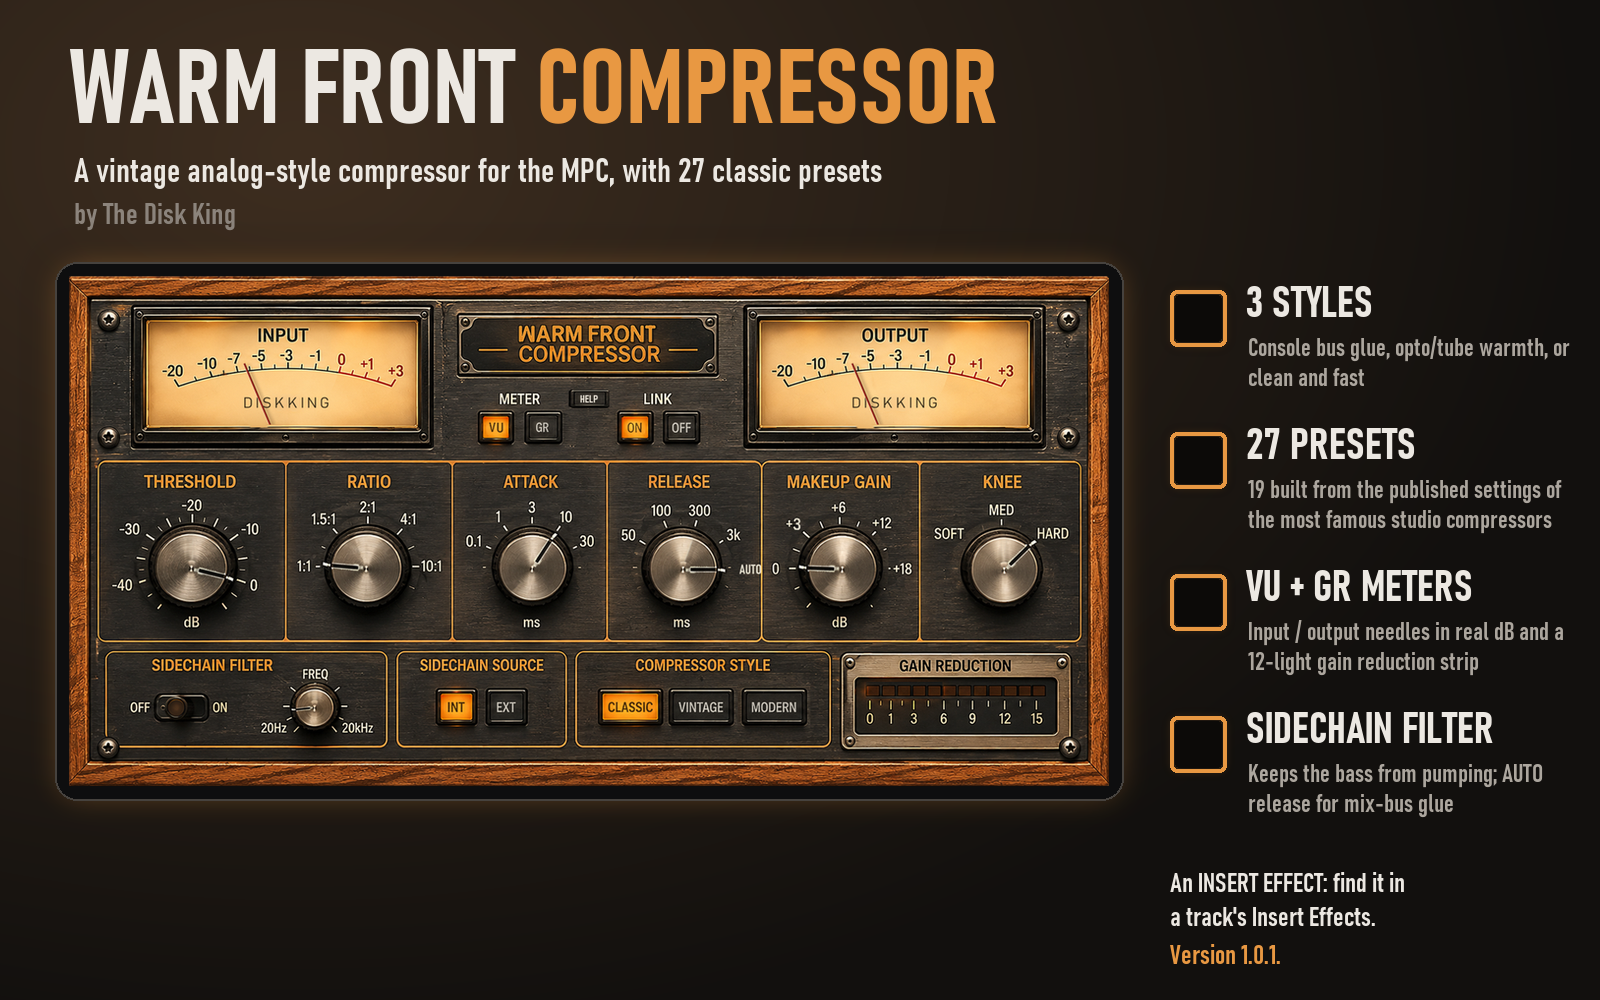 WARM FRONT COMPRESSOR
A vintage analog-style compressor for the MPC, with 27 classic presets
by The Disk King
INPUT
-20 -10 -7 -5 -3 -1 0 +1 +3
DISKKING
WARM FRONT
COMPRESSOR
METER
HELP
LINK
VU GR
ON OFF
OUTPUT
-20 -10 -7 -5 -3 -1 0 +1 +3
DISKKING
THRESHOLD
-40 -30 -20 -10 0
dB
RATIO
1:1 1.5:1 2:1 4:1 10:1
ATTACK
0.1 1 3 10 30
ms
RELEASE
50 100 300 3k AUTO
ms
MAKEUP GAIN
0 +3 +6 +12 +18
dB
KNEE
SOFT MED HARD
SIDECHAIN FILTER
OFF ON
FREQ
20Hz 20kHz
SIDECHAIN SOURCE
INT EXT
COMPRESSOR STYLE
CLASSIC VINTAGE MODERN
GAIN REDUCTION
0 1 3 6 9 12 15
3 STYLES
Console bus glue, opto/tube warmth, or
clean and fast
27 PRESETS
19 built from the published settings of
the most famous studio compressors
VU + GR METERS
Input / output needles in real dB and a
12-light gain reduction strip
SIDECHAIN FILTER
Keeps the bass from pumping; AUTO
release for mix-bus glue
An INSERT EFFECT: find it in
a track's Insert Effects.
Version 1.0.1.